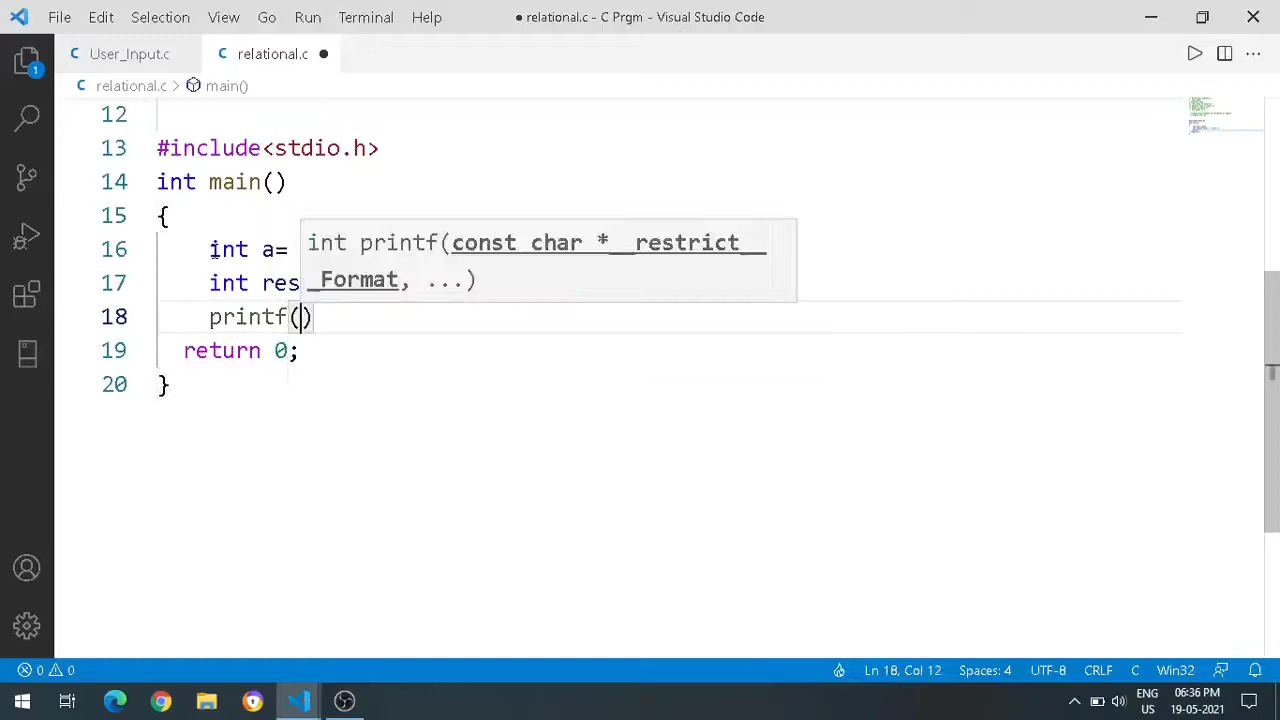 File Edit Selection View Go Run Terminal Help
● relational.c - C Prgm - Visual Studio Code
C User_Input.c C relational.c ●
C relational.c > main()
12
13 #include<stdio.h>
14 int main()
15 {
16 int a=
17 int res
int printf(const char *__restrict__
_Format, ...)
18 printf()
19 return 0;
20 }
1
0 0 Ln 18, Col 12 Spaces: 4 UTF-8 CRLF C Win32
ENG 06:36 PM
US 19-05-2021